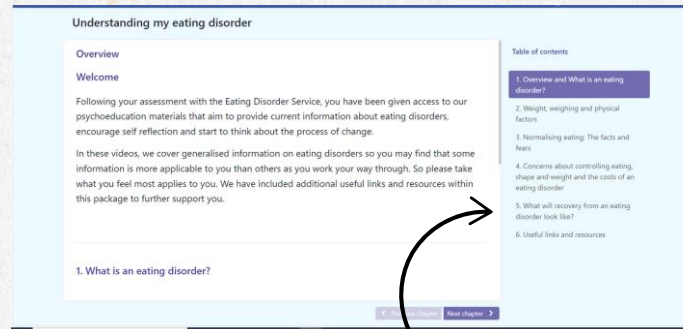 Understanding my eating disorder
Overview
Welcome
Following your assessment with the Eating Disorder Service, you have been given access to our
psychoeducation materials that aim to provide current information about eating disorders,
encourage self reflection and start to think about the process of change.
In these videos, we cover generalised information on eating disorders so you may find that some
information is more applicable to you than others as you work your way through. So please take
what you feel most applies to you. We have included additional useful links and resources within
this package to further support you.
1. What is an eating disorder?
chapter
Next chapter
Table of contents
1. Overview and What is an eating
disorder?
2. Weight, weighing and physical
factors
3. Normalising eating: The facts and
fears
4. Concerns about controlling eating,
shape and weight and the costs of an
eating disorder
5. What will recovery from an eating
disorder look like?
6. Useful links and resources